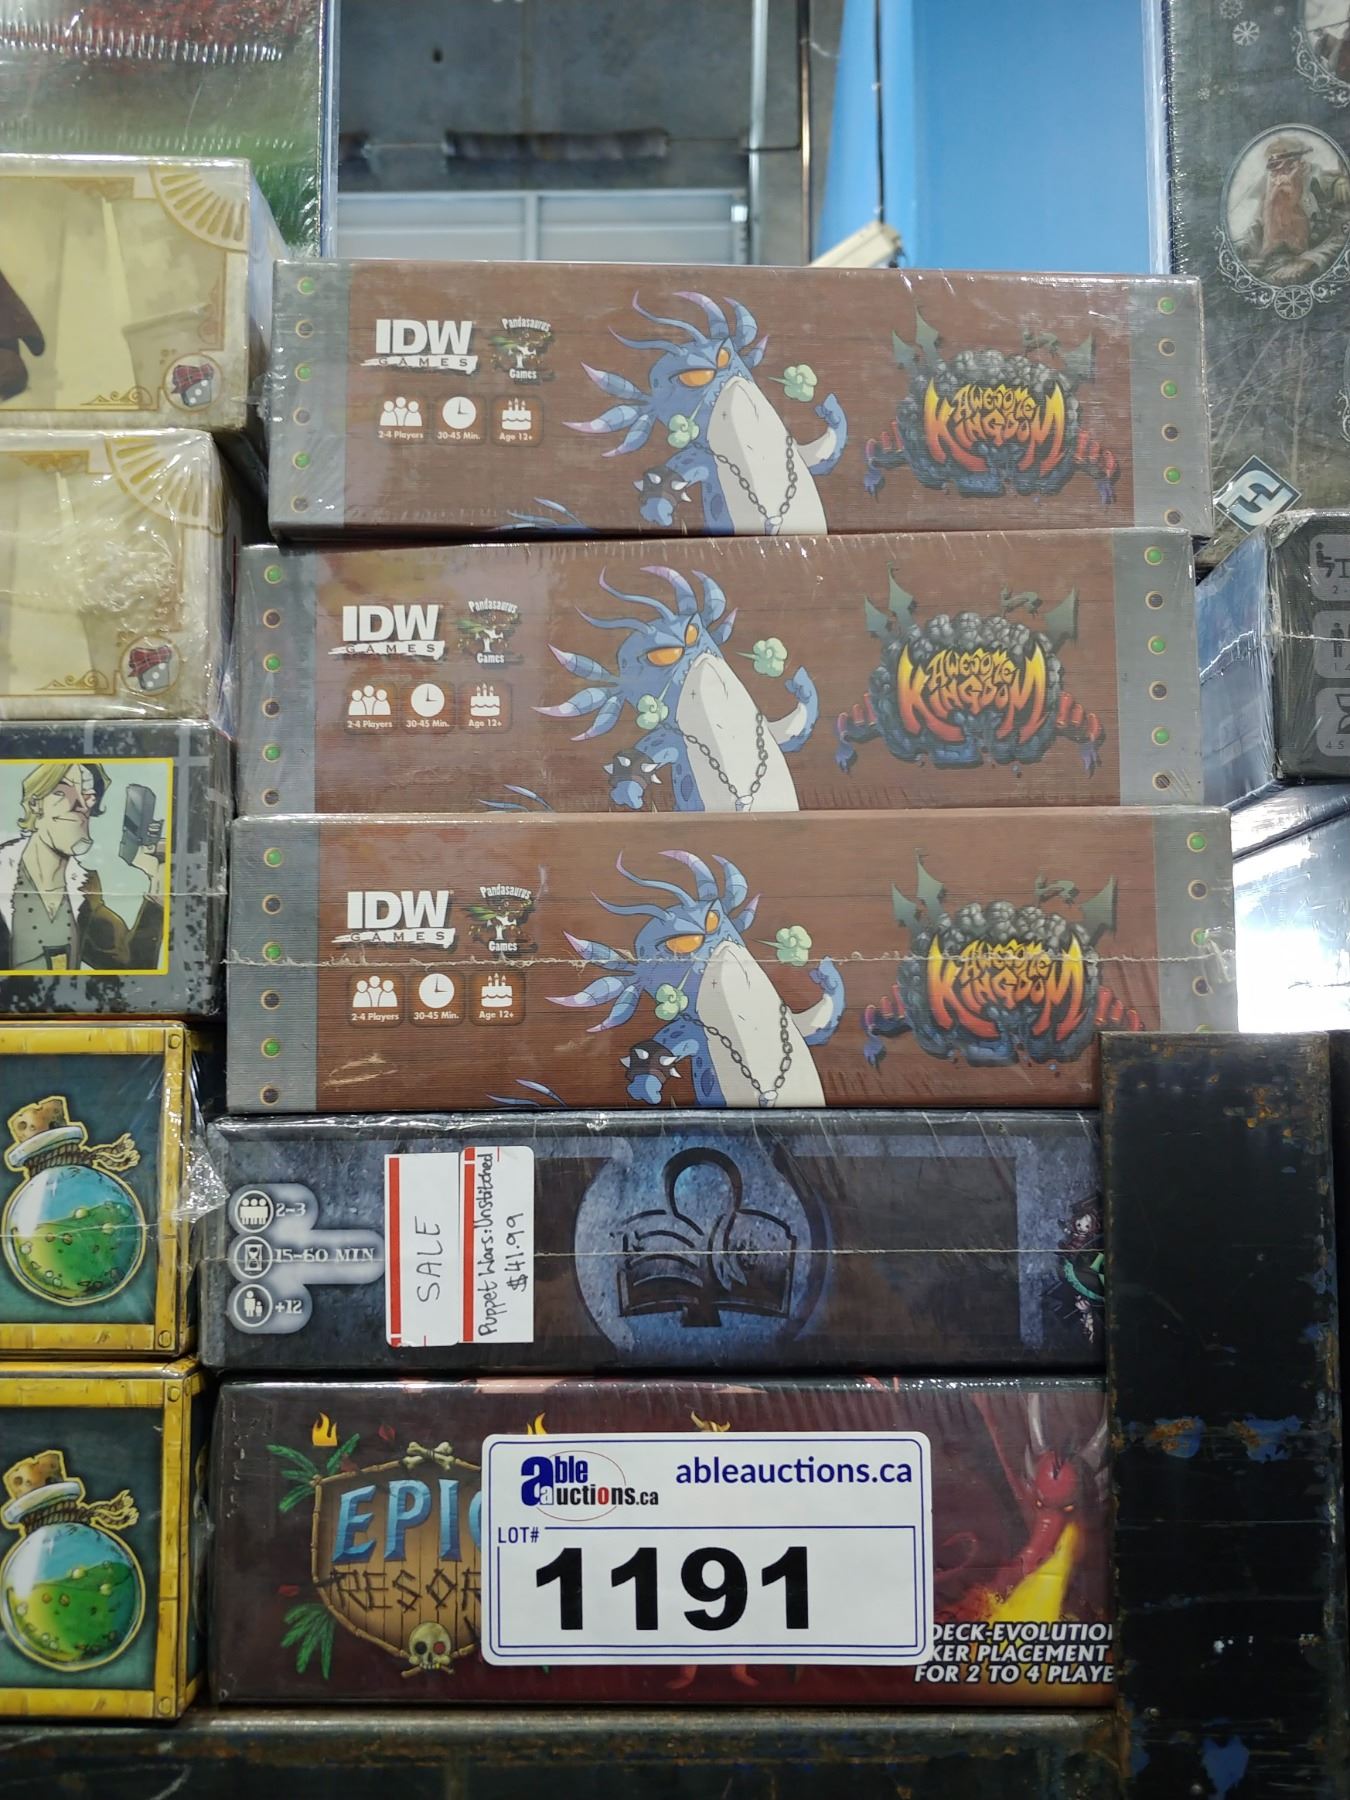 IDW
GAMES
Pandasaurus
Games
2-4 Players
30-45 Min.
Age 12+
AWESOME
KINGDOM
IDW
GAMES
Pandasaurus
Games
2-4 Players
30-45 Min.
Age 12+
AWESOME
KINGDOM
IDW
GAMES
Pandasaurus
Games
2-4 Players
30-45 Min.
Age 12+
AWESOME
KINGDOM
2-3
15-60 MIN
+12
SALE
Puppet Wars: Unstitched
$41.99
EPIC
RESOR
able
auctions.ca
ableauctions.ca
LOT#
1191
DECK-EVOLUTIO
KER PLACEMENT
FOR 2 TO 4 PLAYE